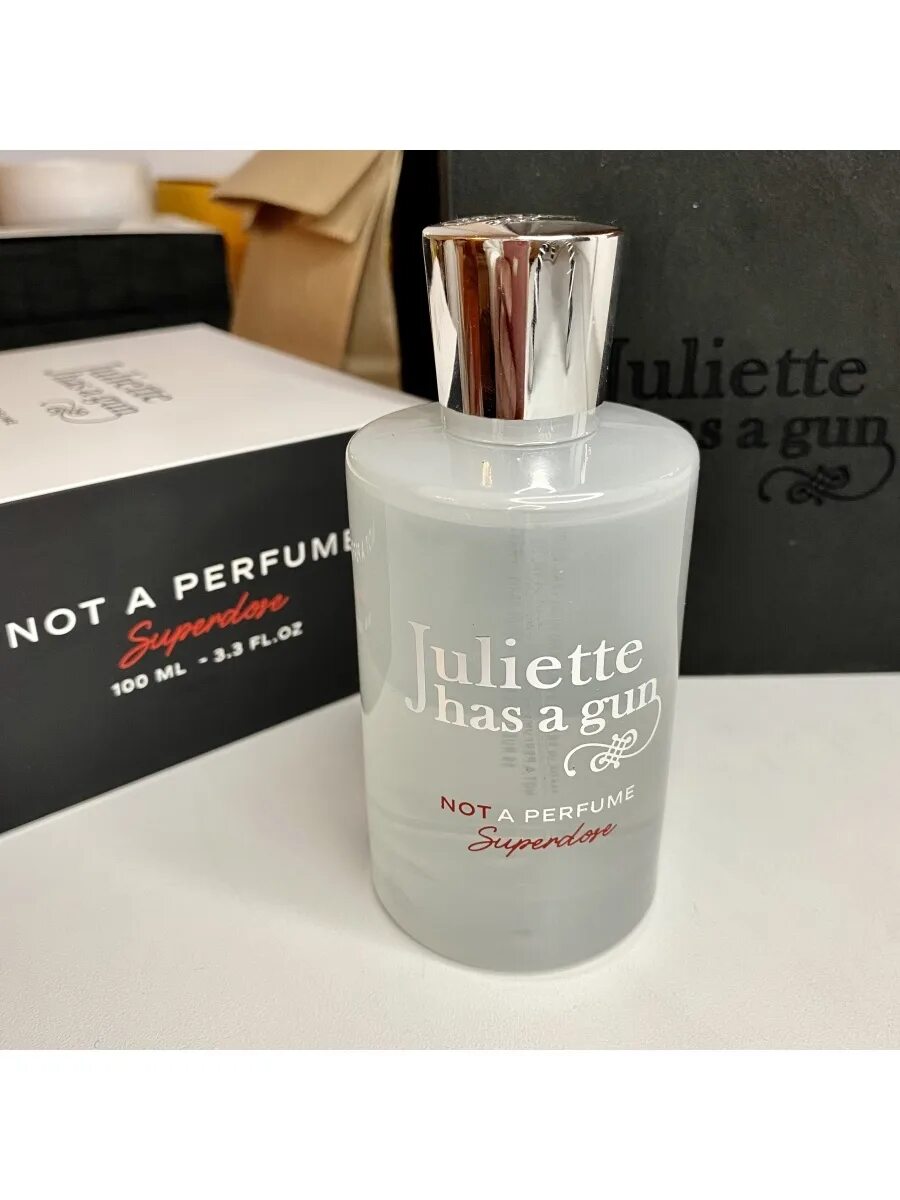 Juliette
has a gun
NOT A PERFUME
Superdose
100 ML - 3.3 FL.OZ
Juliette
has a gun
NOT A PERFUME
Superdose
Juliette
has a gun